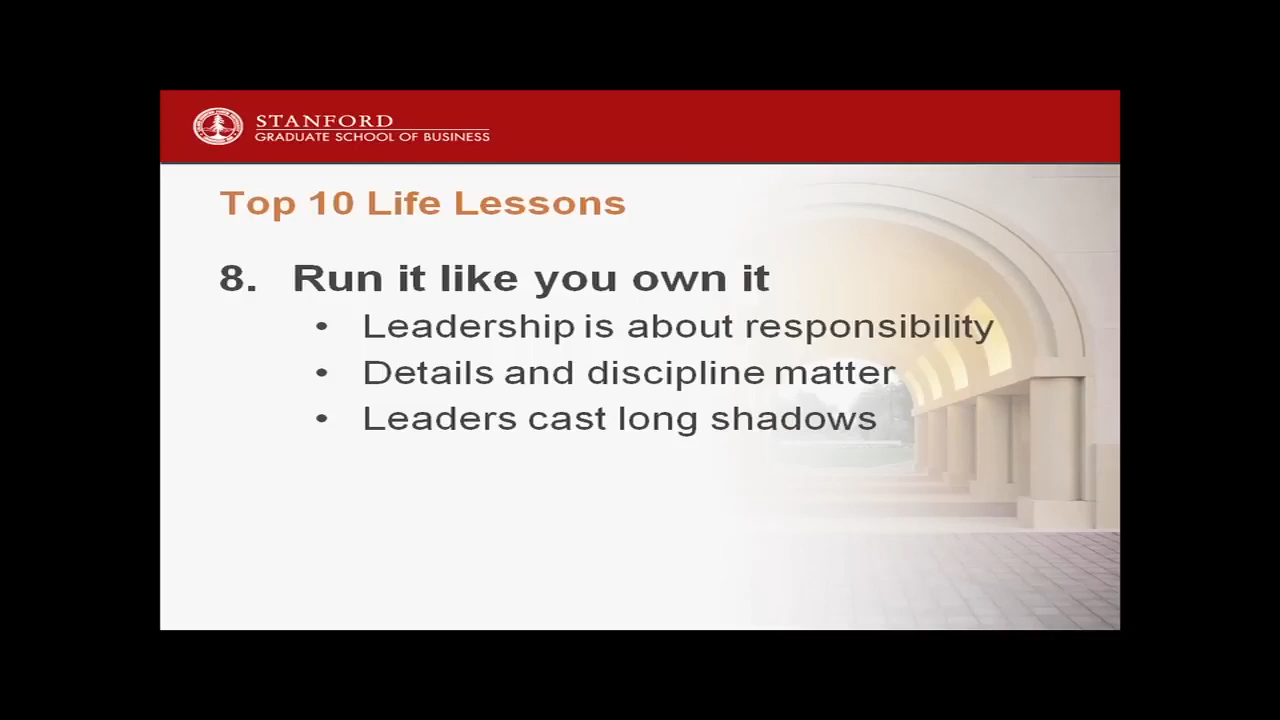 STANFORD
GRADUATE SCHOOL OF BUSINESS
Top 10 Life Lessons
8. Run it like you own it
• Leadership is about responsibility
• Details and discipline matter
• Leaders cast long shadows